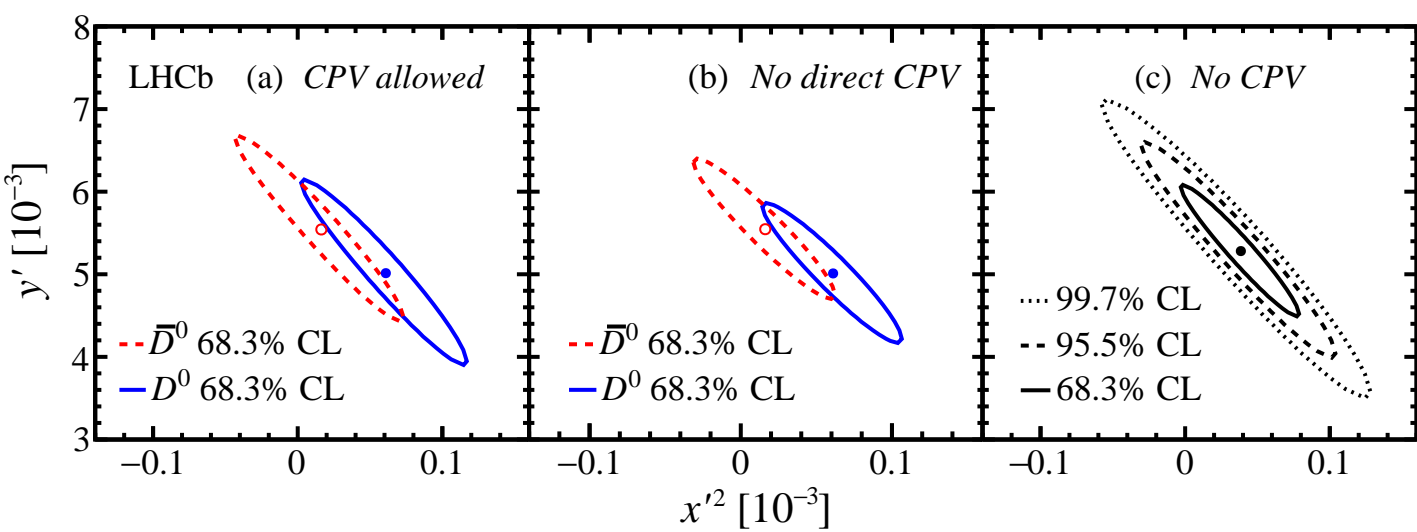 LHCb (a) CPV allowed
D̅⁰ 68.3% CL
D⁰ 68.3% CL
(b) No direct CPV
D̅⁰ 68.3% CL
D⁰ 68.3% CL
(c) No CPV
99.7% CL
95.5% CL
68.3% CL
y′ [10⁻³]
8
7
6
5
4
3
−0.1 0 0.1
−0.1 0 0.1
−0.1 0 0.1
x′² [10⁻³]